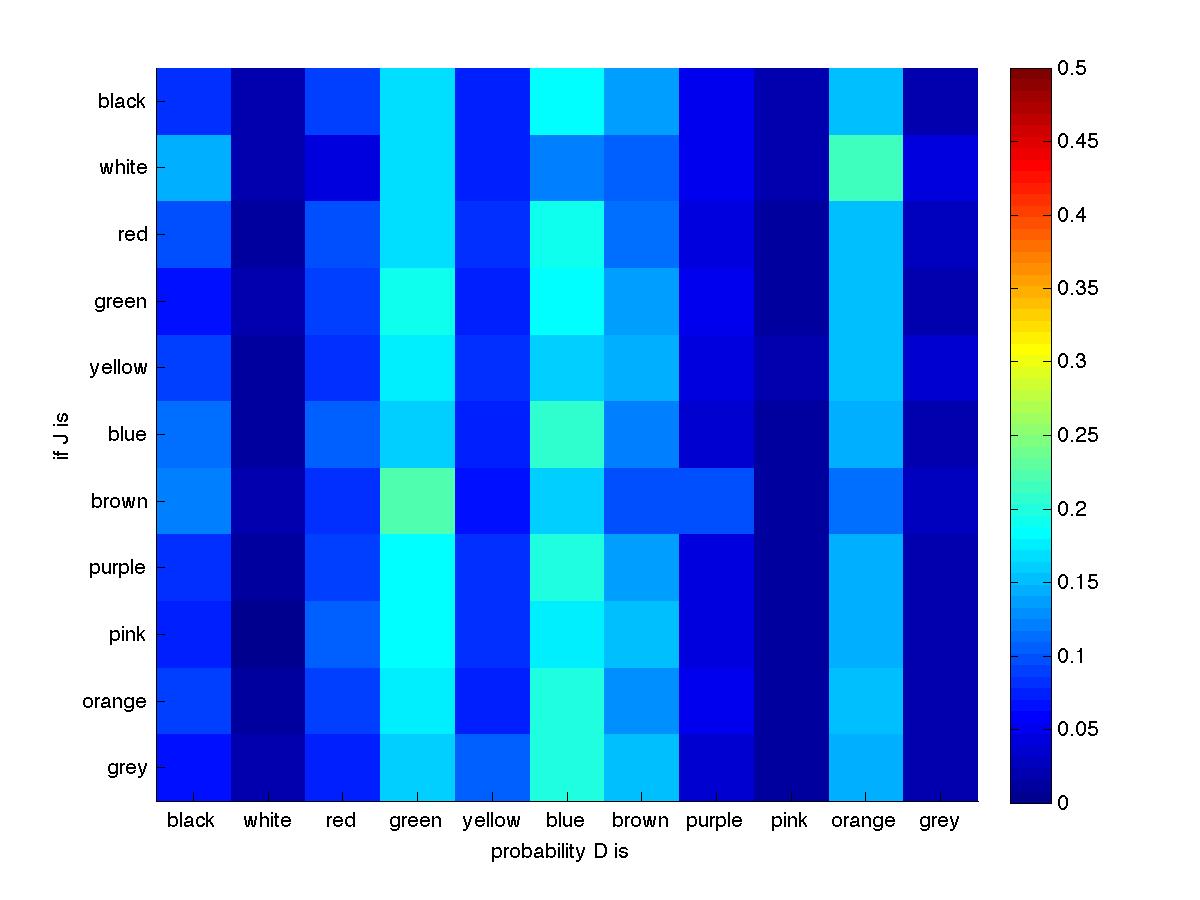 black
white
red
green
yellow
blue
brown
purple
pink
orange
grey
if J is
black white red green yellow blue brown purple pink orange grey
probability D is
0.5
0.45
0.4
0.35
0.3
0.25
0.2
0.15
0.1
0.05
0